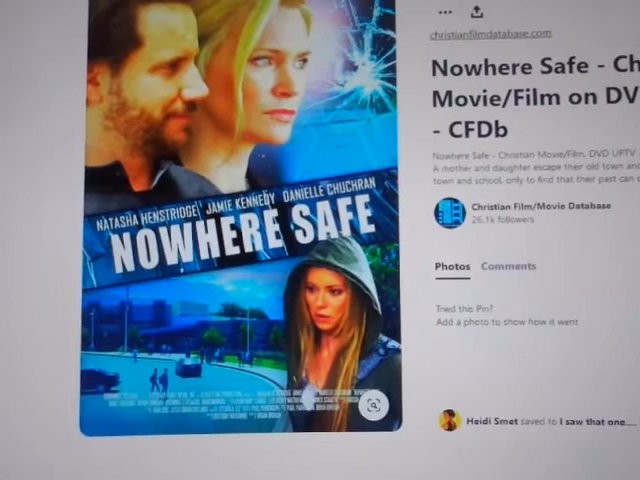 christianfilmdatabase.com
Nowhere Safe - Ch
Movie/Film on DV
- CFDb
Nowhere Safe - Christian Movie/Film, DVD UPTV
A mother and daughter escape their old town and
town and school, only to find that their past can s
Christian Film/Movie Database
26.1k followers
Photos Comments
Tried this Pin?
Add a photo to show how it went
Heidi Smet saved to I saw that one....
NATASHA HENSTRIDGE JAMIE KENNEDY DANIELLE CHUCHRAN
NOWHERE SAFE